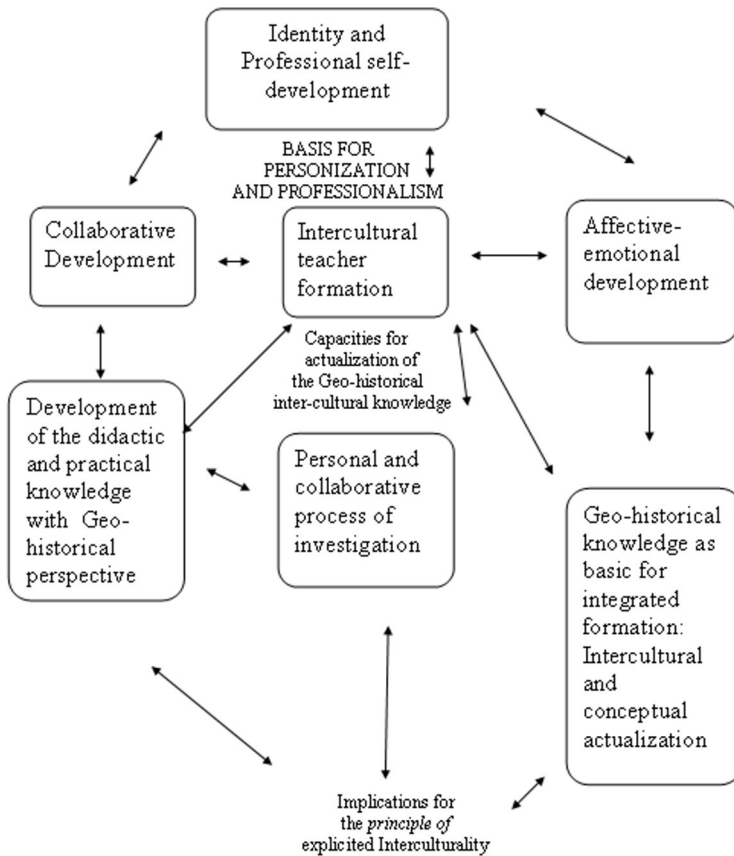 Identity and
Professional self-
development
BASIS FOR
PERSONIZATION
AND PROFESSIONALISM
Collaborative
Development
Intercultural
teacher
formation
Affective-
emotional
development
Capacities for
actualization of
the Geo-historical
inter-cultural knowledge
Development
of the didactic
and practical
knowledge
with Geo-
historical
perspective
Personal and
collaborative
process of
investigation
Geo-historical
knowledge as
basic for
integrated
formation:
Intercultural
and
conceptual
actualization
Implications for
the principle of
explicited Interculturality